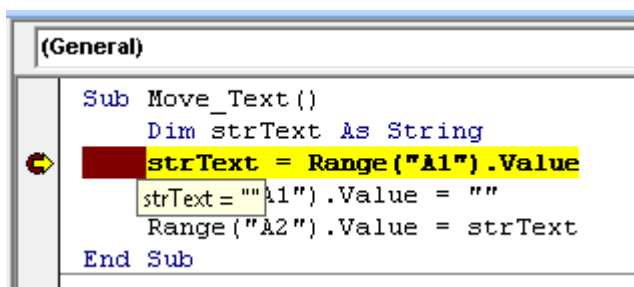 (General)
Sub Move_Text()
Dim strText As String
strText = Range("A1").Value
strText = "" A1").Value = ""
Range("A2").Value = strText
End Sub